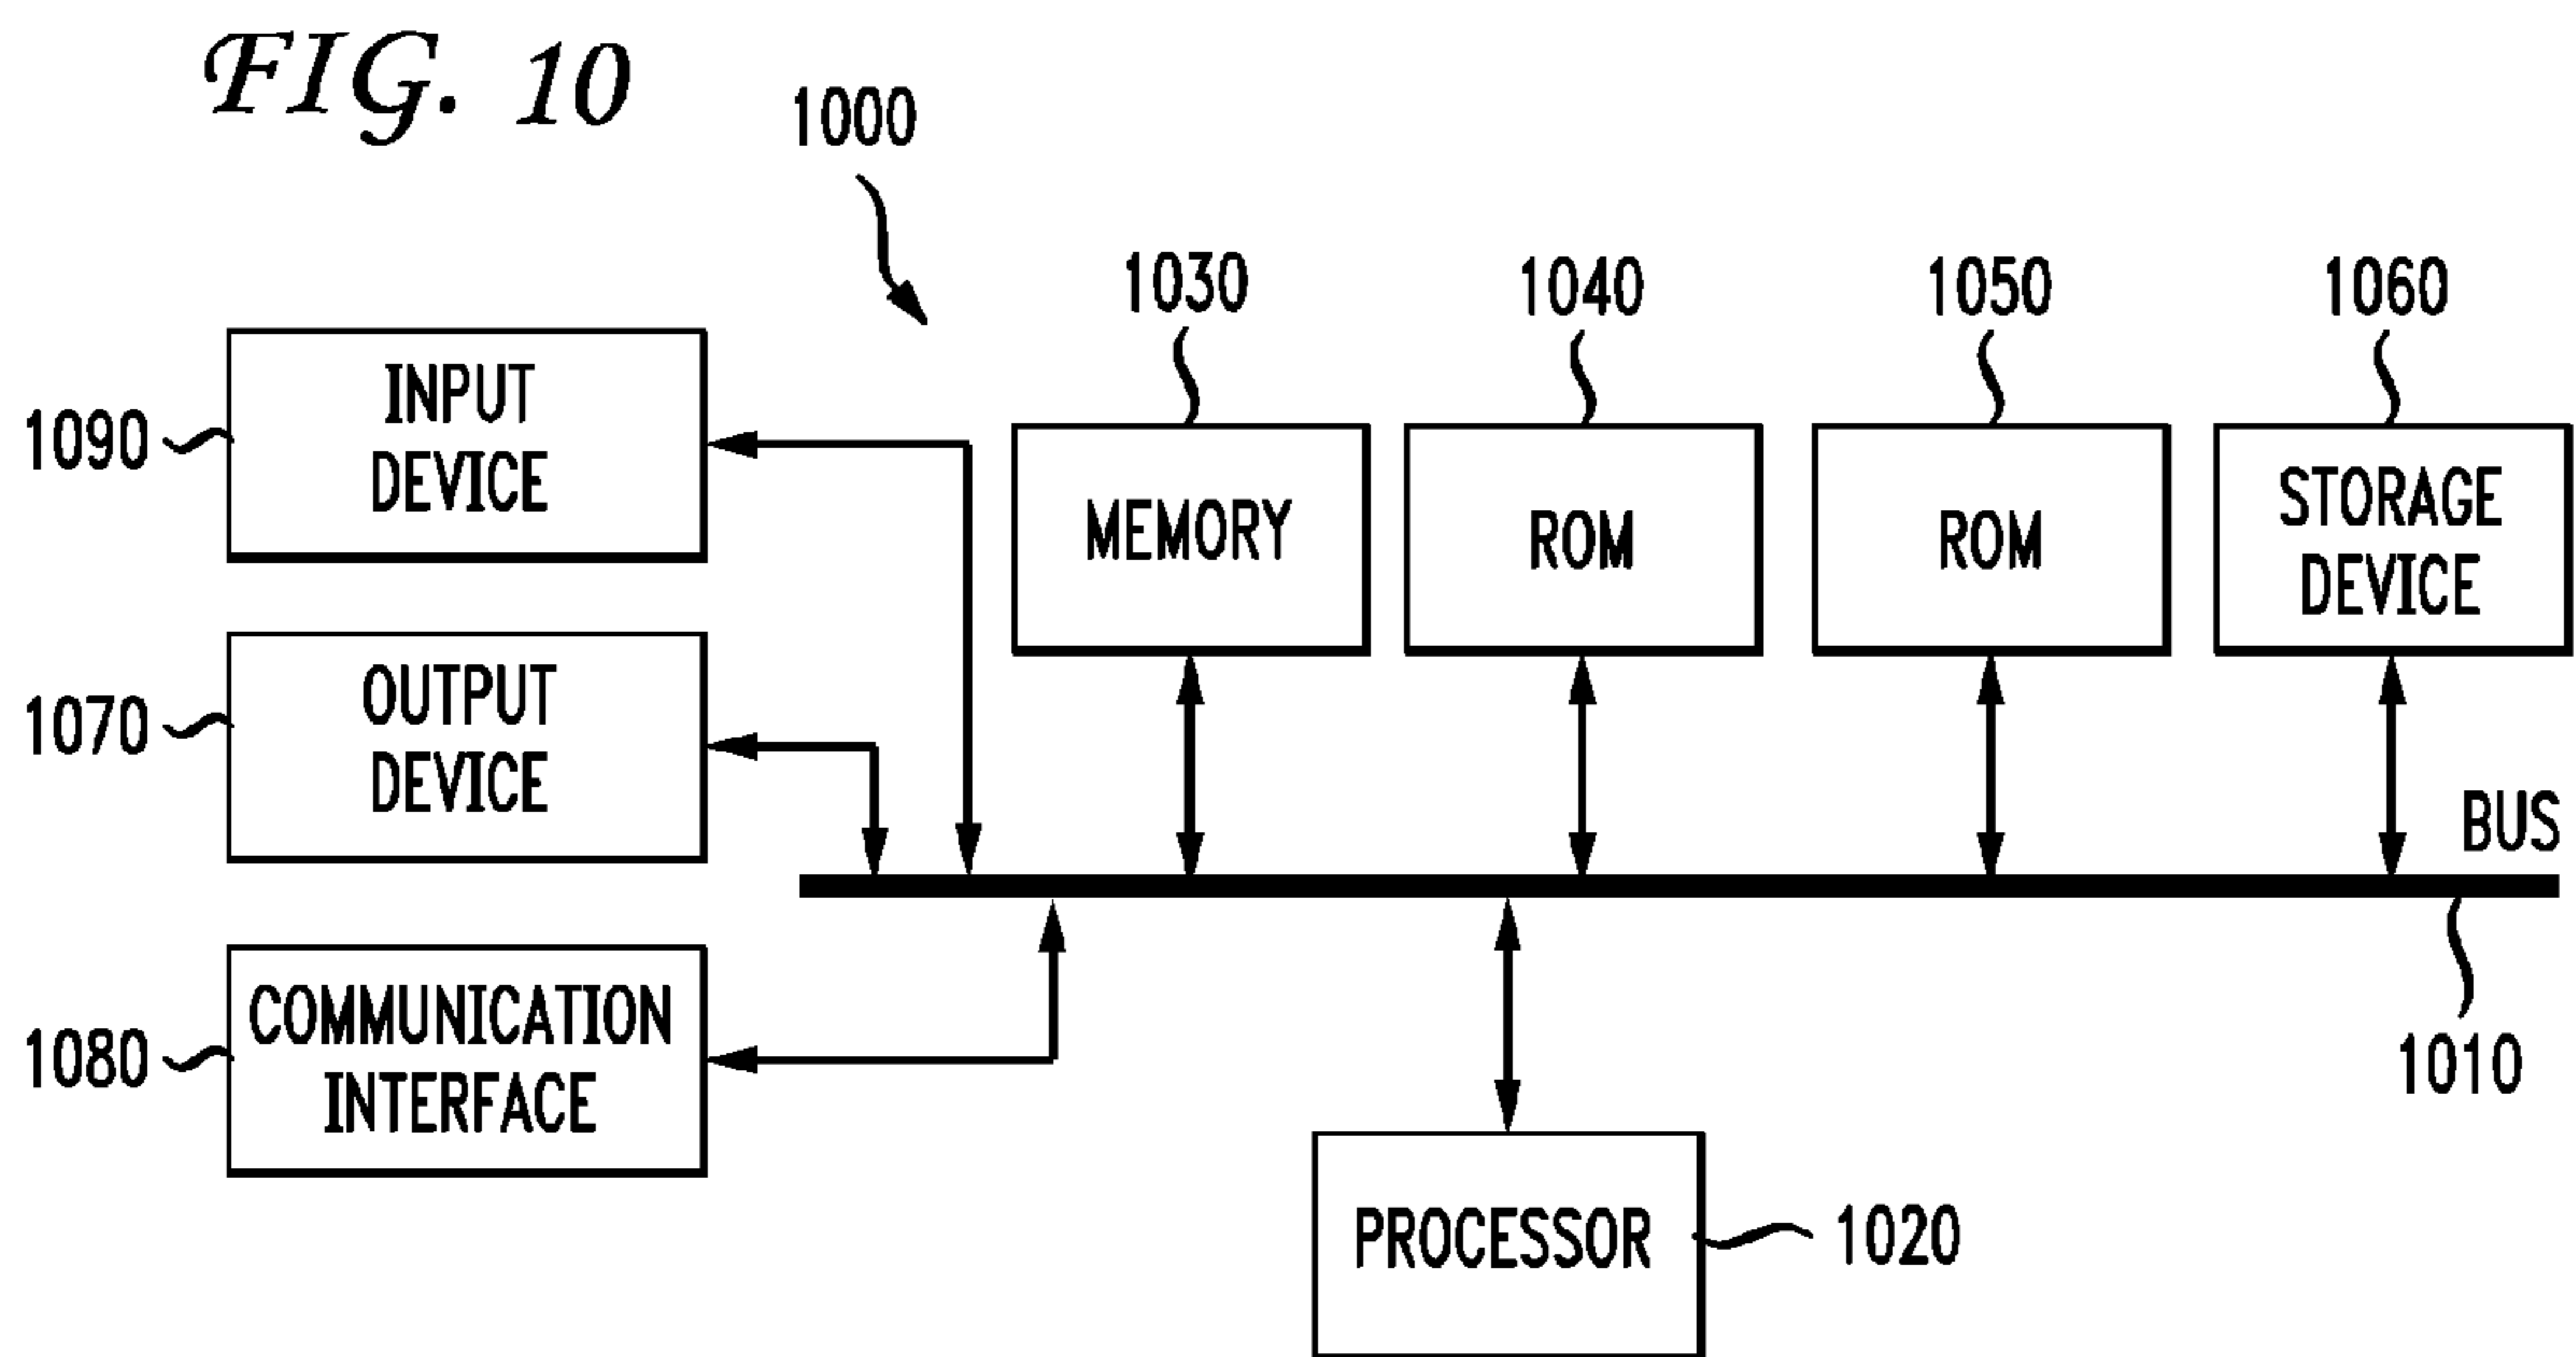 FIG. 10
1000
1030
1040
1050
1060
1090
INPUT
DEVICE
MEMORY
ROM
ROM
STORAGE
DEVICE
1070
OUTPUT
DEVICE
BUS
1080
COMMUNICATION
INTERFACE
1010
PROCESSOR
1020